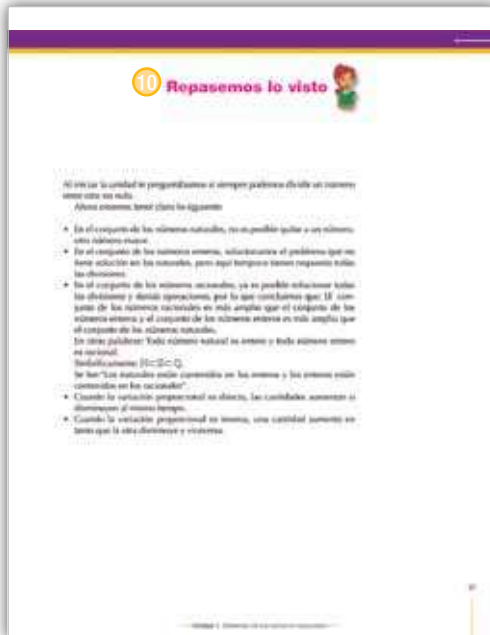 10 Repasemos lo visto
Al iniciar la unidad te preguntábamos si siempre podemos dividir un número
entre otro no nulo.
Ahora creemos tener claro lo siguiente:
• En el conjunto de los números naturales, no es posible quitar a un número,
otro número mayor.
• En el conjunto de los números enteros, solucionamos el problema que no
tiene solución en los naturales, pero aquí tampoco tienen respuesta todas
las divisiones.
• En el conjunto de los números racionales, ya es posible solucionar todas
las divisiones y demás operaciones, por lo que concluimos que: El con-
junto de los números racionales es más amplio que el conjunto de los
números enteros y el conjunto de los números enteros es más amplio que
el conjunto de los números naturales.
En otras palabras: Todo número natural es entero y todo número entero
es racional.
Simbólicamente: ℕ⊂ℤ⊂ℚ.
Se lee: "Los naturales están contenidos en los enteros y los enteros están
contenidos en los racionales".
• Cuando la variación proporcional es directa, las cantidades aumentan o
disminuyen al mismo tiempo.
• Cuando la variación proporcional es inversa, una cantidad aumenta en
tanto que la otra disminuye y viceversa.